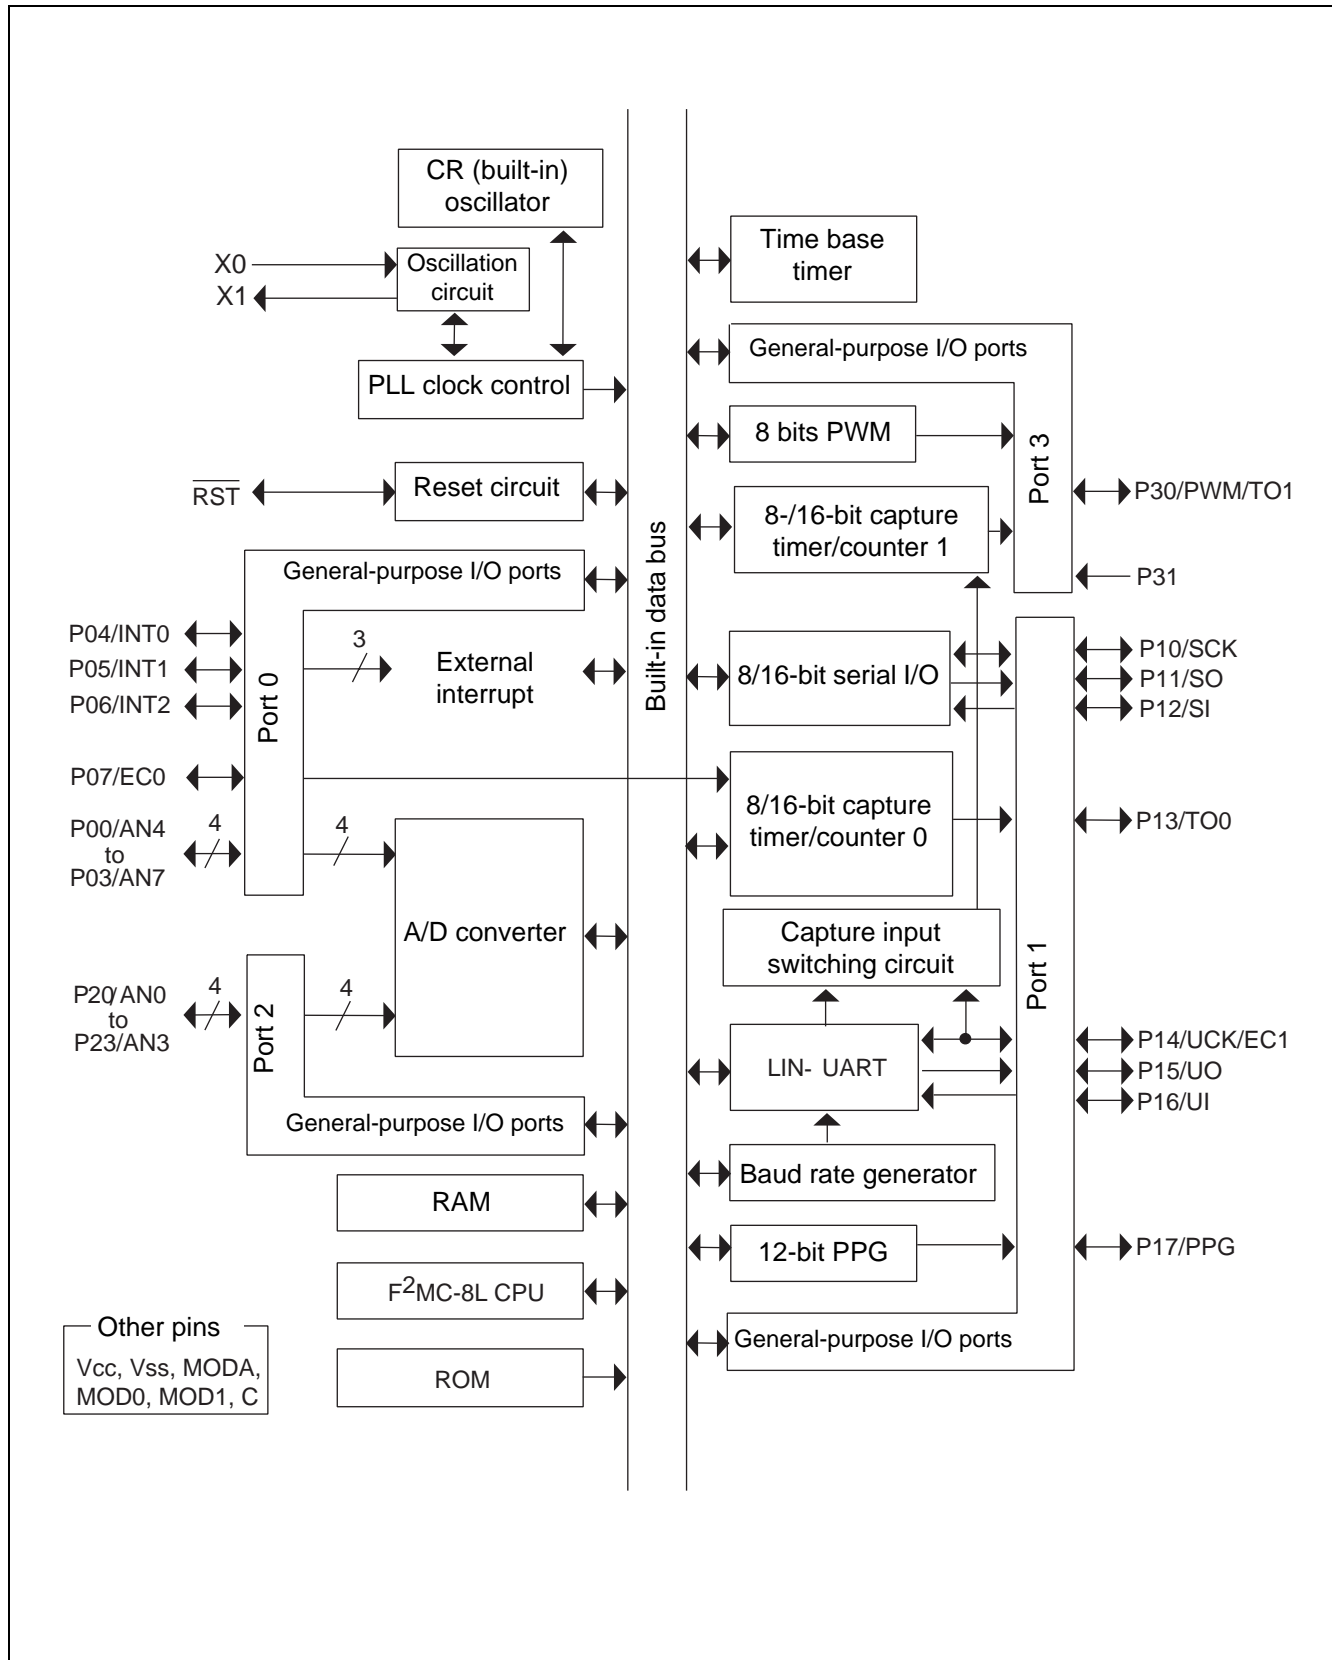 CR (built-in)
oscillator
X0
X1
Oscillation
circuit
PLL clock control
RST
Reset circuit
General-purpose I/O ports
P04/INT0
P05/INT1
P06/INT2
P07/EC0
P00/AN4
to
P03/AN7
4
Port 0
3
External
interrupt
4
A/D converter
P20/AN0
to
P23/AN3
4
Port 2
4
General-purpose I/O ports
RAM
F2MC-8L CPU
ROM
Other pins
Vcc, Vss, MODA,
MOD0, MOD1, C
Built-in data bus
Time base
timer
General-purpose I/O ports
8 bits PWM
Port 3
8-/16-bit capture
timer/counter 1
P30/PWM/TO1
P31
8/16-bit serial I/O
P10/SCK
P11/SO
P12/SI
8/16-bit capture
timer/counter 0
P13/TO0
Capture input
switching circuit
Port 1
LIN- UART
P14/UCK/EC1
P15/UO
P16/UI
Baud rate generator
12-bit PPG
P17/PPG
General-purpose I/O ports